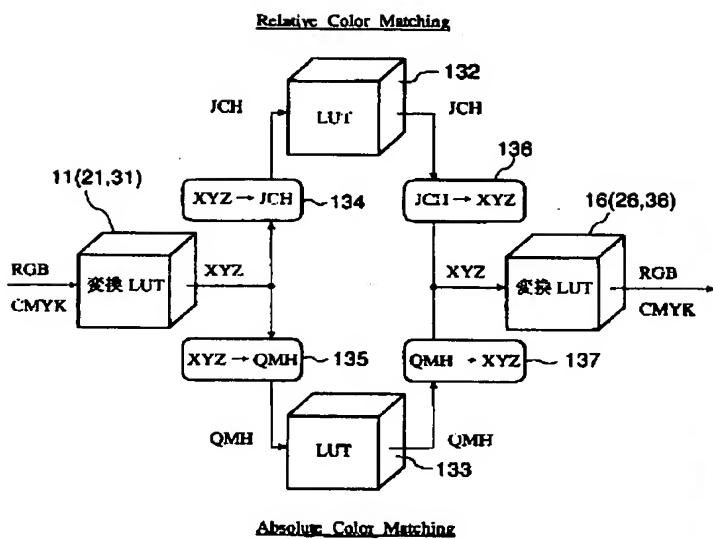 Relative Color Matching
132
JCH
LUT
JCH
136
11(21,31)
XYZ → JCH
134
JCH → XYZ
16(26,36)
RGB
CMYK
変換 LUT
XYZ
XYZ
変換 LUT
RGB
CMYK
XYZ → QMH
135
QMH → XYZ
137
QMH
LUT
QMH
133
Absolute Color Matching